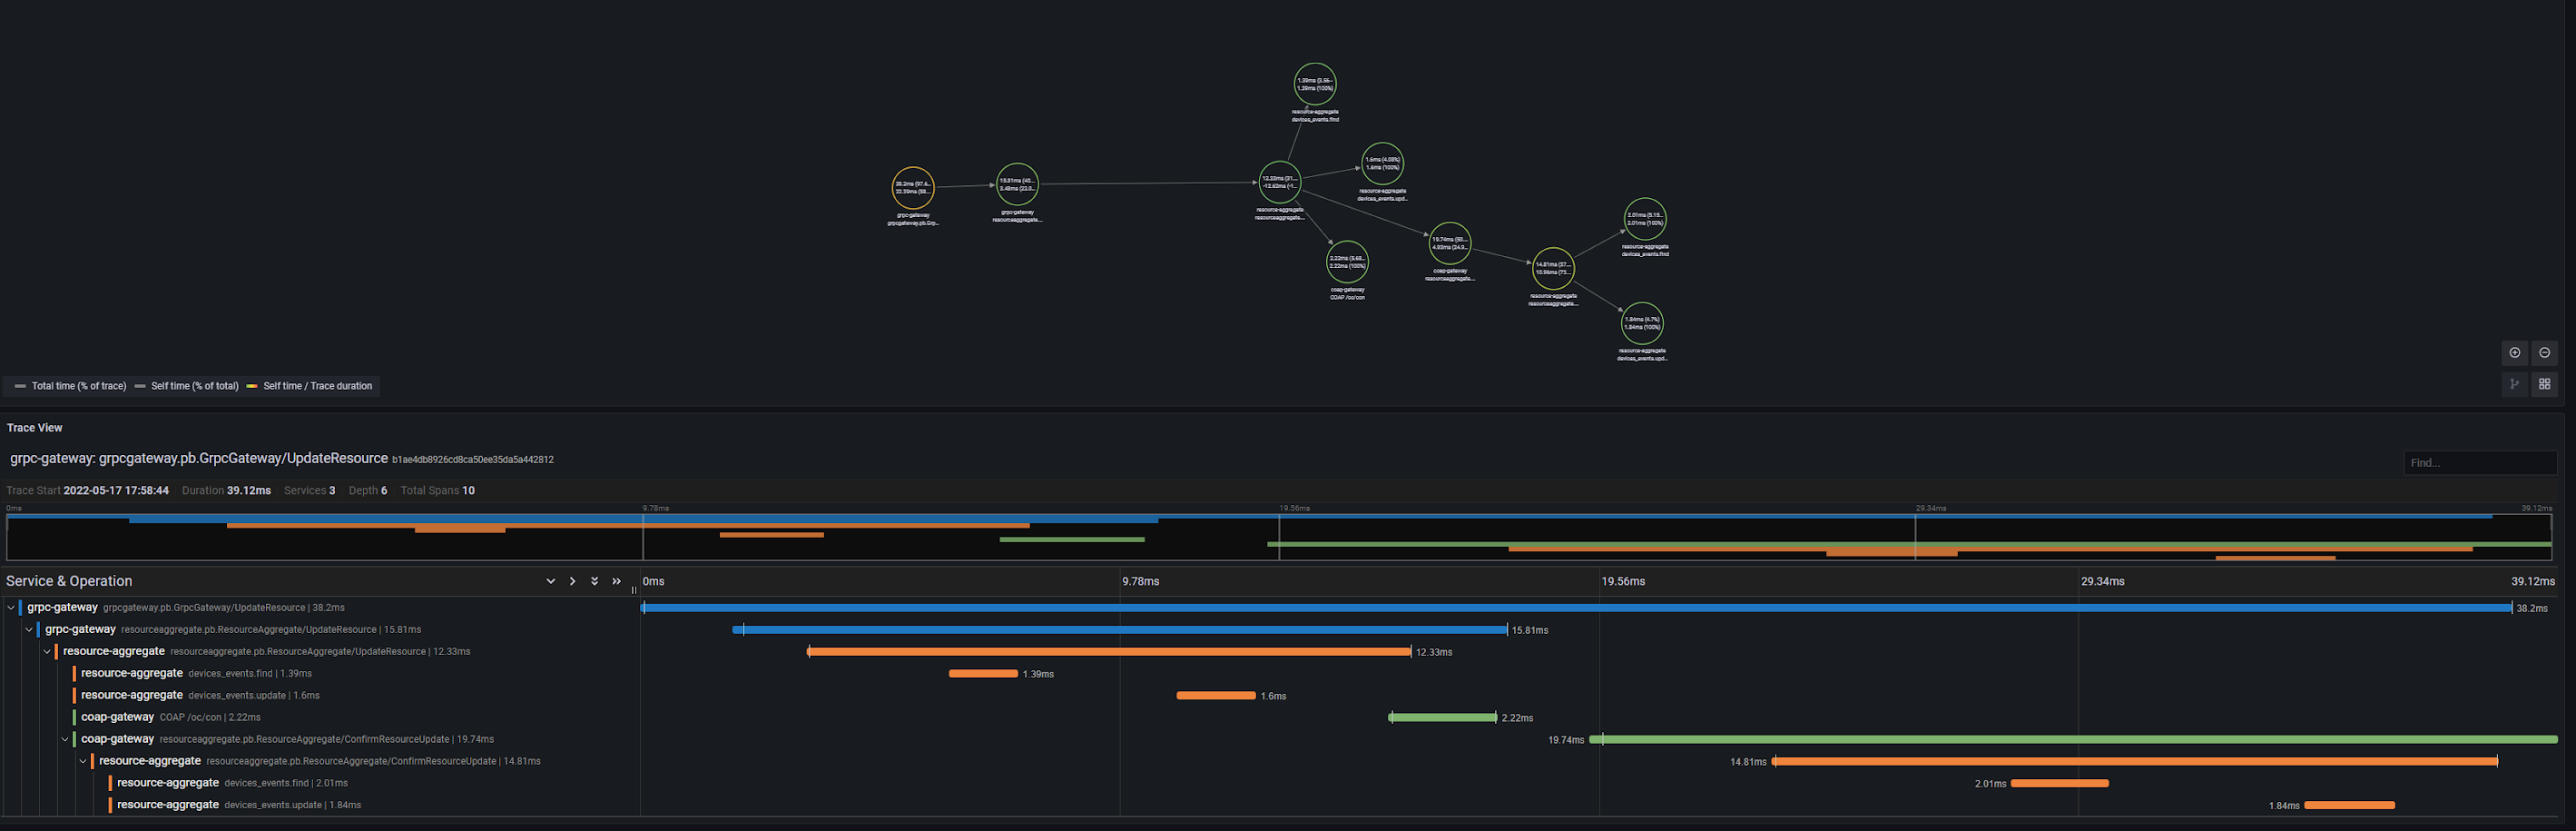 1.39ms (3.56...
1.39ms (100%)
resource-aggregate
devices_events.find
1.6ms (4.08%)
1.6ms (100%)
resource-aggregate
devices_events.upd...
38.2ms (97.6...
22.39ms (58...
grpc-gateway
grpcgateway.pb.Grp...
15.81ms (40...
3.48ms (22.0...
grpc-gateway
resourceaggregate....
12.33ms (31...
-12.62ms (-1...
resource-aggregate
resourceaggregate....
2.22ms (5.68...
2.22ms (100%)
coap-gateway
COAP /oc/con
19.74ms (50...
4.93ms (24.9...
coap-gateway
resourceaggregate....
14.81ms (37...
10.96ms (73...
resource-aggregate
resourceaggregate....
2.01ms (5.15...
2.01ms (100%)
resource-aggregate
devices_events.find
1.84ms (4.7%)
1.84ms (100%)
resource-aggregate
devices_events.upd...
Total time (% of trace) Self time (% of total) Self time / Trace duration
Trace View
grpc-gateway: grpcgateway.pb.GrpcGateway/UpdateResource b1ae4db8926cd8ca50ee35da5a442812
Find...
Trace Start 2022-05-17 17:58:44 Duration 39.12ms Services 3 Depth 6 Total Spans 10
0ms 9.78ms 19.56ms 29.34ms 39.12ms
Service & Operation 0ms 9.78ms 19.56ms 29.34ms 39.12ms
grpc-gateway grpcgateway.pb.GrpcGateway/UpdateResource | 38.2ms 38.2ms
grpc-gateway resourceaggregate.pb.ResourceAggregate/UpdateResource | 15.81ms 15.81ms
resource-aggregate resourceaggregate.pb.ResourceAggregate/UpdateResource | 12.33ms 12.33ms
resource-aggregate devices_events.find | 1.39ms 1.39ms
resource-aggregate devices_events.update | 1.6ms 1.6ms
coap-gateway COAP /oc/con | 2.22ms 2.22ms
coap-gateway resourceaggregate.pb.ResourceAggregate/ConfirmResourceUpdate | 19.74ms 19.74ms
resource-aggregate resourceaggregate.pb.ResourceAggregate/ConfirmResourceUpdate | 14.81ms 14.81ms
resource-aggregate devices_events.find | 2.01ms 2.01ms
resource-aggregate devices_events.update | 1.84ms 1.84ms